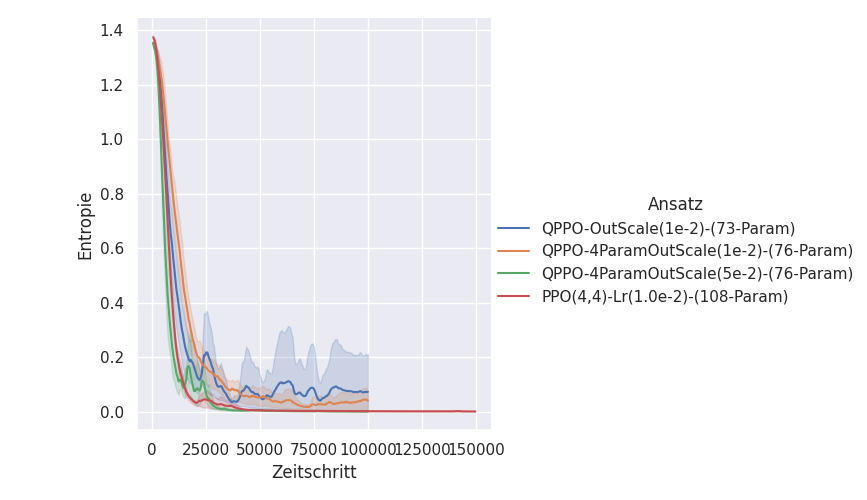 1.4
1.2
1.0
0.8
0.6
0.4
0.2
0.0
Entropie
0 25000 50000 75000 100000 125000 150000
Zeitschritt
Ansatz
QPPO-OutScale(1e-2)-(73-Param)
QPPO-4ParamOutScale(1e-2)-(76-Param)
QPPO-4ParamOutScale(5e-2)-(76-Param)
PPO(4,4)-Lr(1.0e-2)-(108-Param)